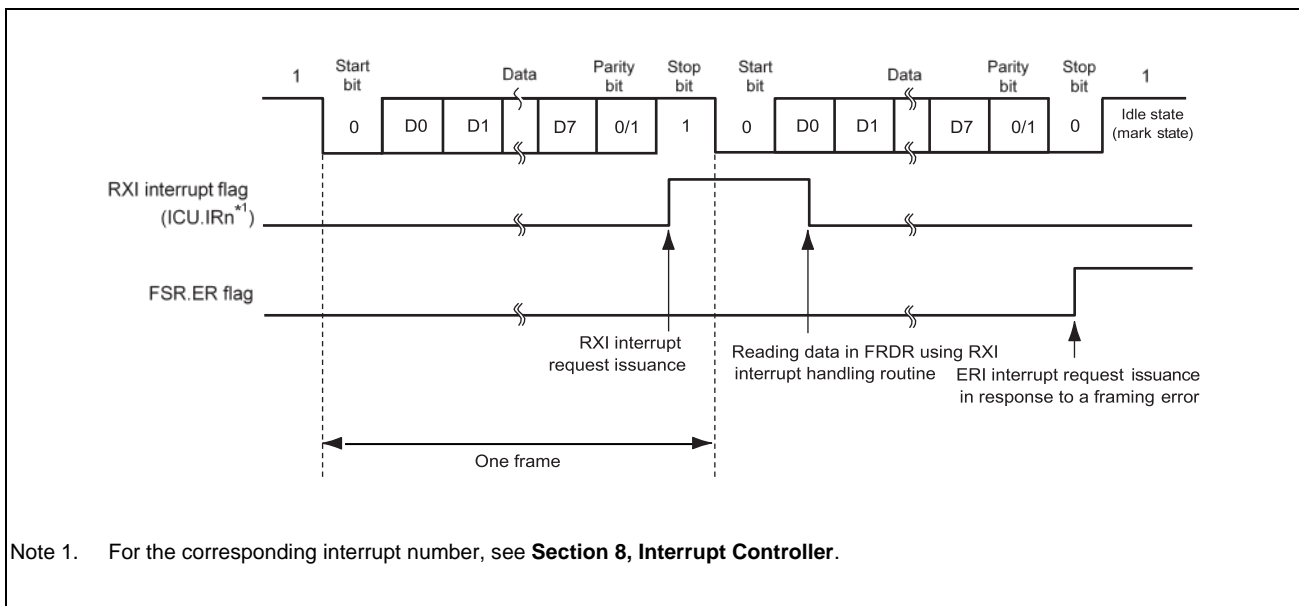 1 Start bit Data Parity bit Stop bit Start bit Data Parity bit Stop bit 1
0 D0 D1 D7 0/1 1 0 D0 D1 D7 0/1 0 Idle state (mark state)
RXI interrupt flag
(ICU.IRn*1)
FSR.ER flag
RXI interrupt
request issuance
Reading data in FRDR using RXI
interrupt handling routine
ERI interrupt request issuance
in response to a framing error
One frame
Note 1. For the corresponding interrupt number, see Section 8, Interrupt Controller.